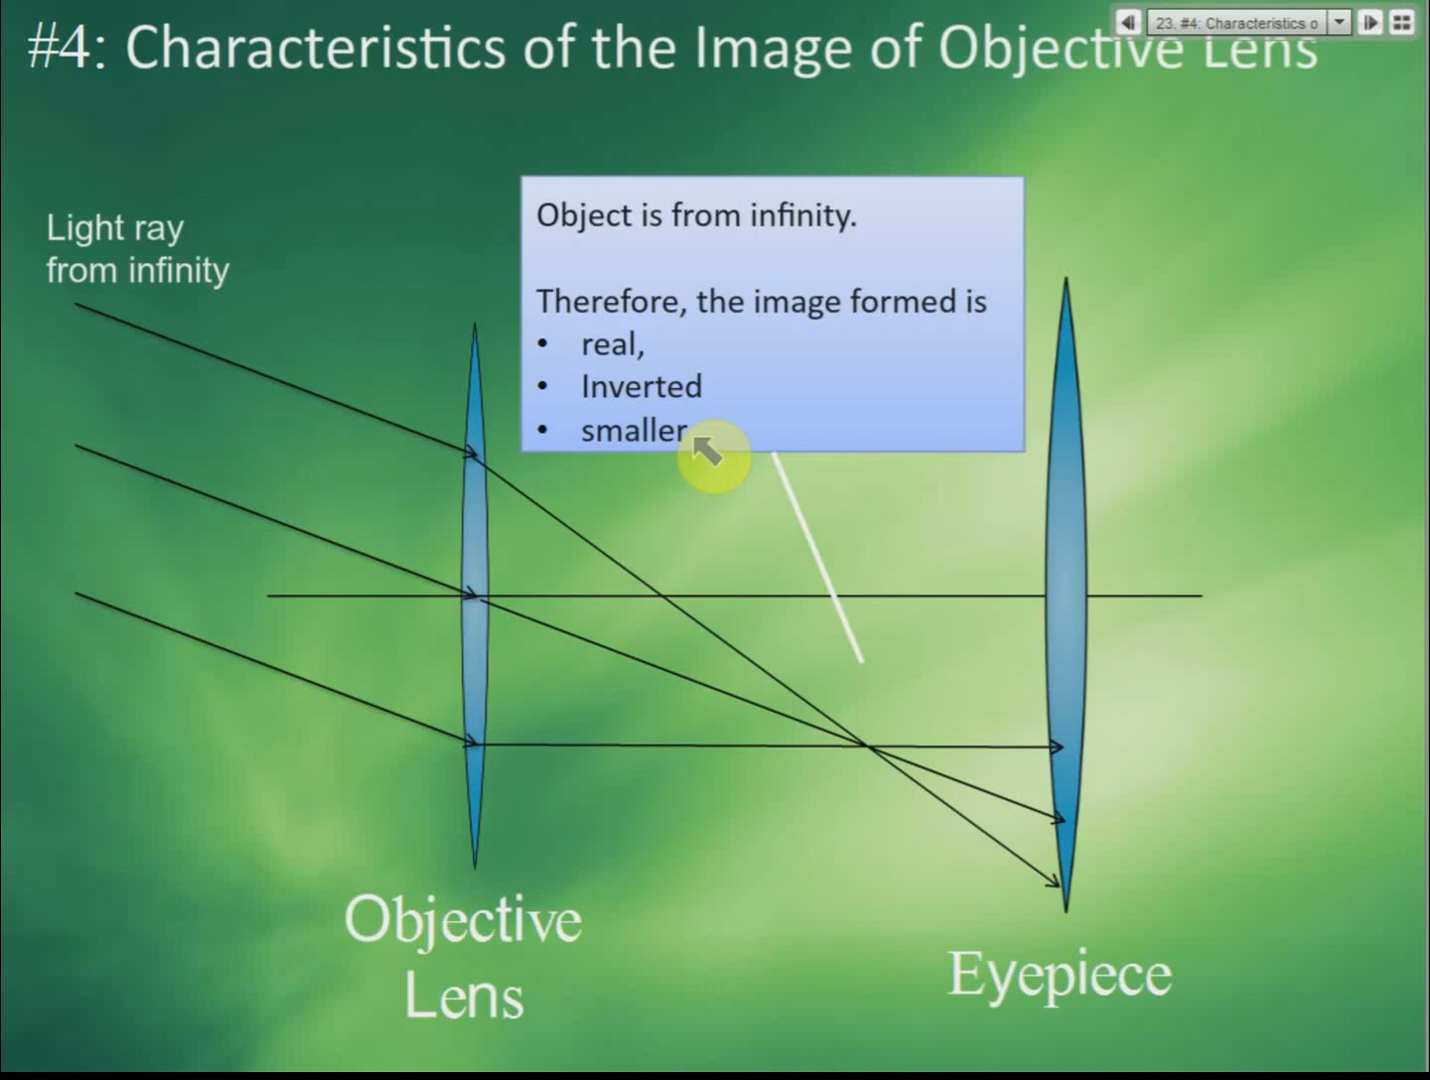 #4: Characteristics of the Image of Objective Lens
23. #4: Characteristics o
Light ray
from infinity
Object is from infinity.
Therefore, the image formed is
• real,
• Inverted
• smaller
Objective
Lens
Eyepiece